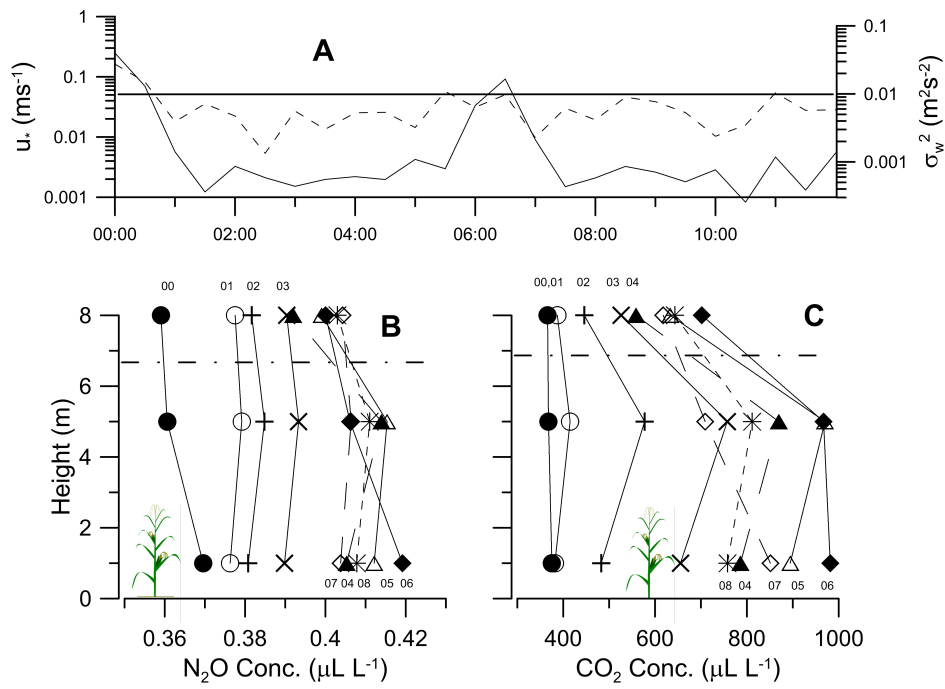 A
1
0.1
0.01
0.001
u* (ms-1)
0.1
0.01
0.001
σw2 (m2s-2)
00:00 02:00 04:00 06:00 08:00 10:00
00 01 02 03
B
8
6
4
2
0
Height (m)
07 04 08 05 06
0.36 0.38 0.4 0.42
N2O Conc. (μL L-1)
00,01 02 03 04
C
08 04 07 05 06
400 600 800 1000
CO2 Conc. (μL L-1)